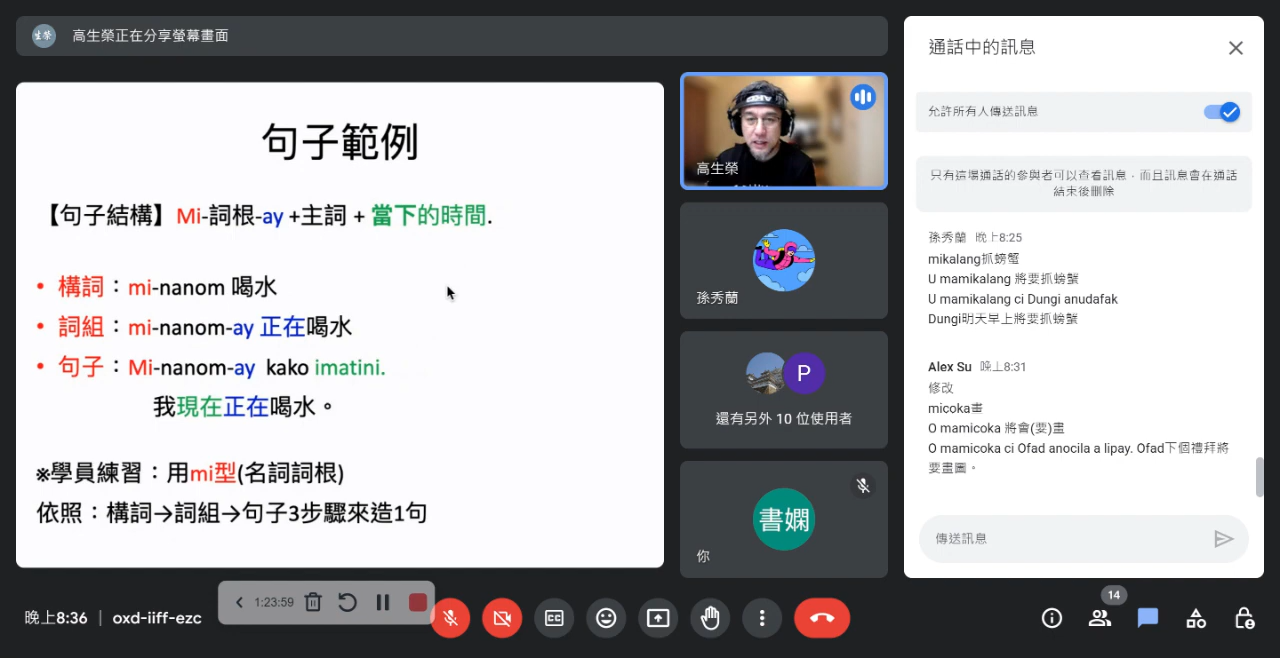 生榮
高生榮正在分享螢幕畫面
句子範例
【句子結構】Mi-詞根-ay +主詞 + 當下的時間.
• 構詞：mi-nanom 喝水
• 詞組：mi-nanom-ay 正在喝水
• 句子：Mi-nanom-ay kako imatini.
我現在正在喝水。
※學員練習：用mi型(名詞詞根)
依照：構詞→詞組→句子3步驟來造1句
高生榮
孫秀蘭
P
還有另外 10 位使用者
書嫻
你
通話中的訊息
允許所有人傳送訊息
只有這場通話的參與者可以查看訊息，而且訊息會在通話
結束後刪除
孫秀蘭 晚上8:25
mikalang抓螃蟹
U mamikalang 將要抓螃蟹
U mamikalang ci Dungi anudafak
Dungi明天早上將要抓螃蟹
Alex Su 晚上8:31
修改
micoka畫
O mamicoka 將會(要)畫
O mamicoka ci Ofad anocila a lipay. Ofad下個禮拜將
要畫圖。
傳送訊息
晚上8:36 | oxd-iiff-ezc
1:23:59
14